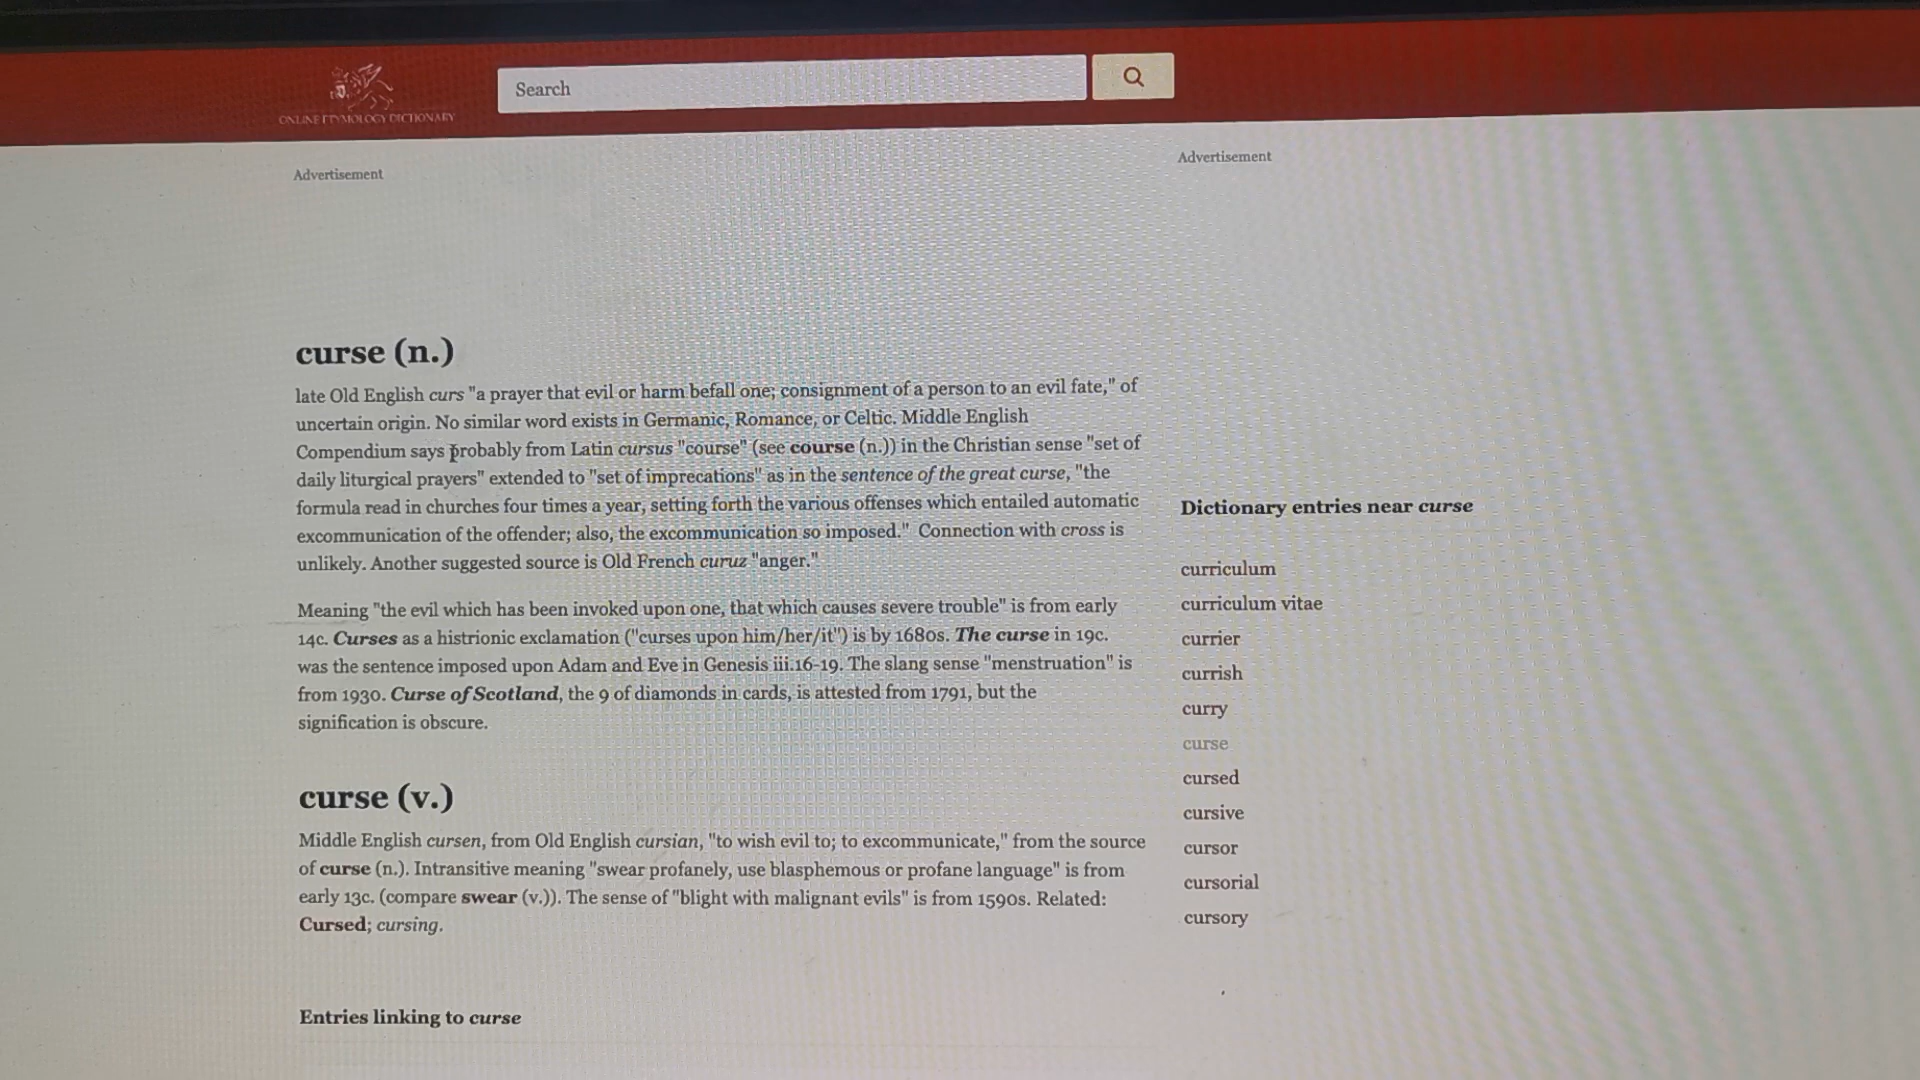 Search
ONLINE ETYMOLOGY DICTIONARY
Advertisement
Advertisement
curse (n.)
late Old English curs "a prayer that evil or harm befall one; consignment of a person to an evil fate," of
uncertain origin. No similar word exists in Germanic, Romance, or Celtic. Middle English
Compendium says probably from Latin cursus "course" (see course (n.)) in the Christian sense "set of
daily liturgical prayers" extended to "set of imprecations" as in the sentence of the great curse, "the
formula read in churches four times a year, setting forth the various offenses which entailed automatic
excommunication of the offender; also, the excommunication so imposed." Connection with cross is
unlikely. Another suggested source is Old French curuz "anger."
Meaning "the evil which has been invoked upon one, that which causes severe trouble" is from early
14c. Curses as a histrionic exclamation ("curses upon him/her/it") is by 1680s. The curse in 19c.
was the sentence imposed upon Adam and Eve in Genesis iii.16-19. The slang sense "menstruation" is
from 1930. Curse of Scotland, the 9 of diamonds in cards, is attested from 1791, but the
signification is obscure.
curse (v.)
Middle English cursen, from Old English cursian, "to wish evil to; to excommunicate," from the source
of curse (n.). Intransitive meaning "swear profanely, use blasphemous or profane language" is from
early 13c. (compare swear (v.)). The sense of "blight with malignant evils" is from 1590s. Related:
Cursed; cursing.
Entries linking to curse
Dictionary entries near curse
curriculum
curriculum vitae
currier
currish
curry
curse
cursed
cursive
cursor
cursorial
cursory